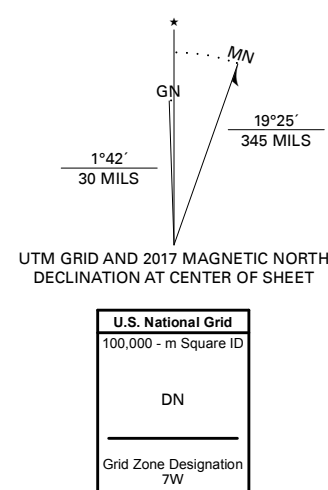 ★
MN
GN
19°25´
345 MILS
1°42´
30 MILS
UTM GRID AND 2017 MAGNETIC NORTH
DECLINATION AT CENTER OF SHEET
U.S. National Grid
100,000 - m Square ID
DN
Grid Zone Designation
7W